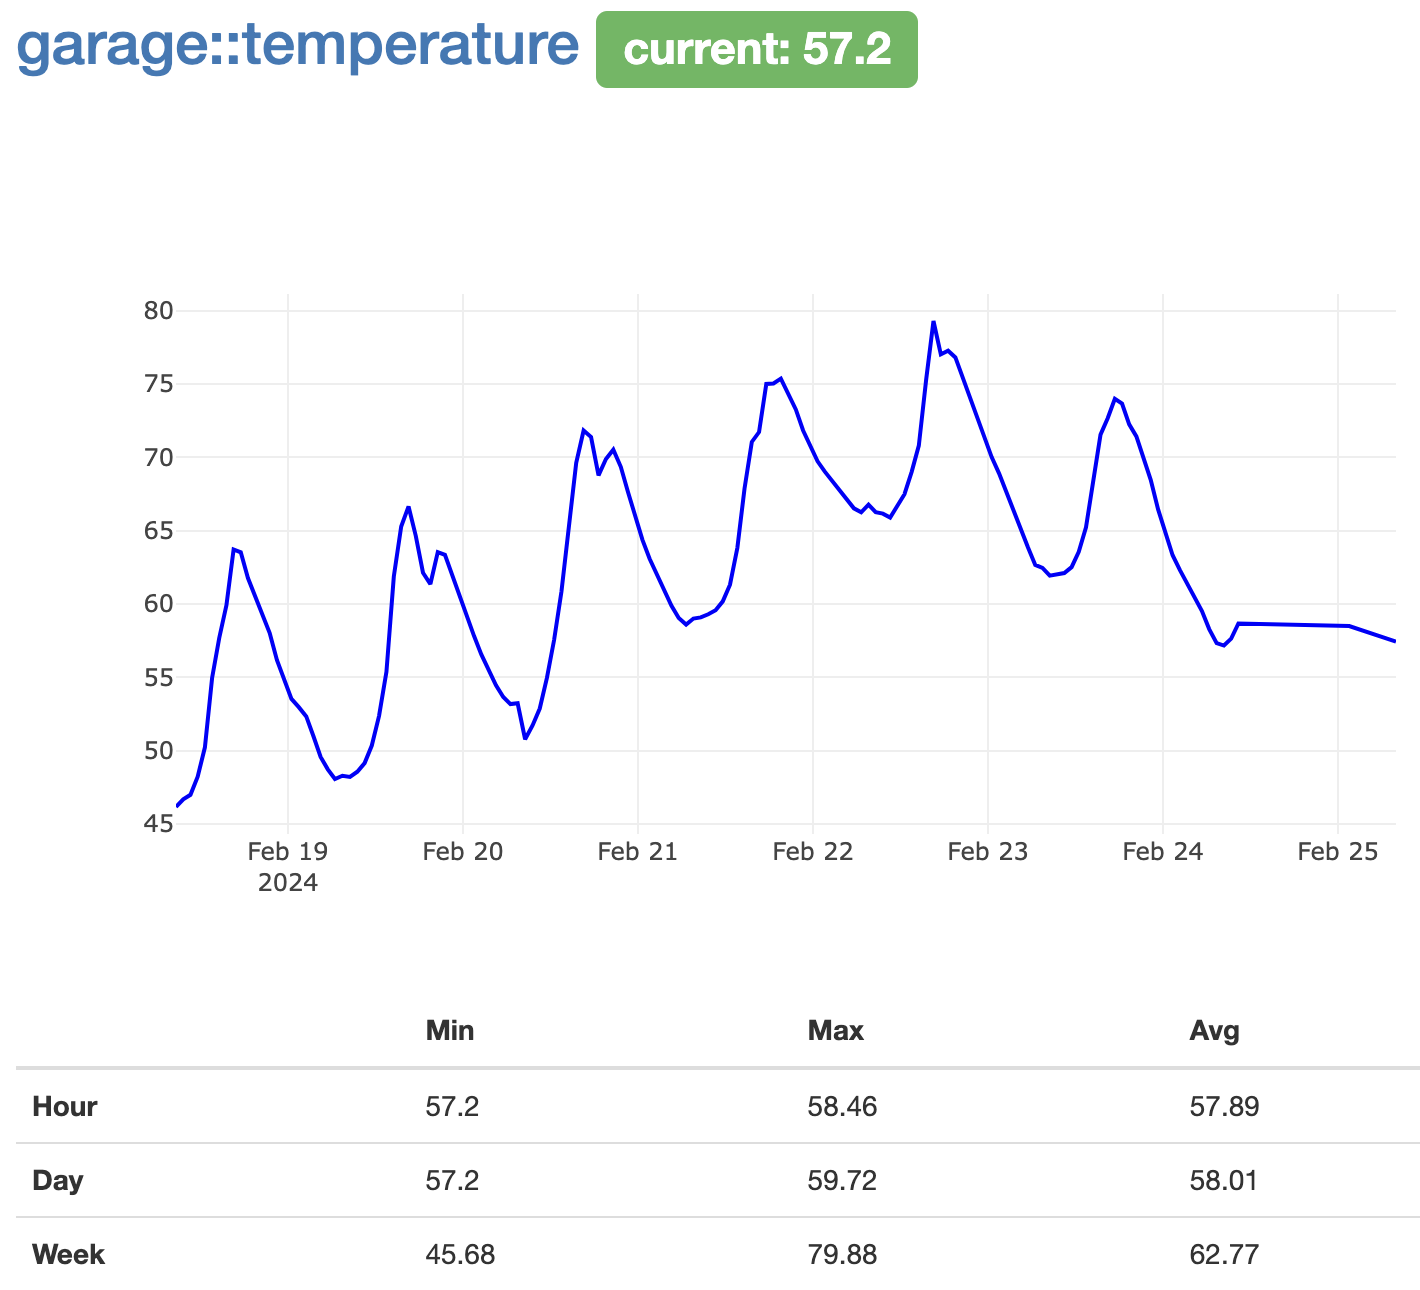 garage::temperature current: 57.2
80
75
70
65
60
55
50
45
Feb 19 Feb 20 Feb 21 Feb 22 Feb 23 Feb 24 Feb 25
2024
Min Max Avg
Hour 57.2 58.46 57.89
Day 57.2 59.72 58.01
Week 45.68 79.88 62.77